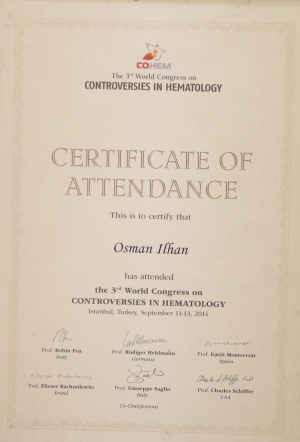 COHEM
The 3rd World Congress on
CONTROVERSIES IN HEMATOLOGY
CERTIFICATE OF
ATTENDANCE
This is to certify that
Osman Ilhan
has attended
the 3rd World Congress on
CONTROVERSIES IN HEMATOLOGY
Istanbul, Turkey, September 11-13, 2014
Prof. Robin Foà
Italy
Prof. Rüdiger Hehlmann
Germany
Prof. Emili Montserrat
Spain
Prof. Eliezer Rachmilewitz
Israel
Prof. Giuseppe Saglio
Italy
Prof. Charles Schiffer
USA
Co-Chairpersons